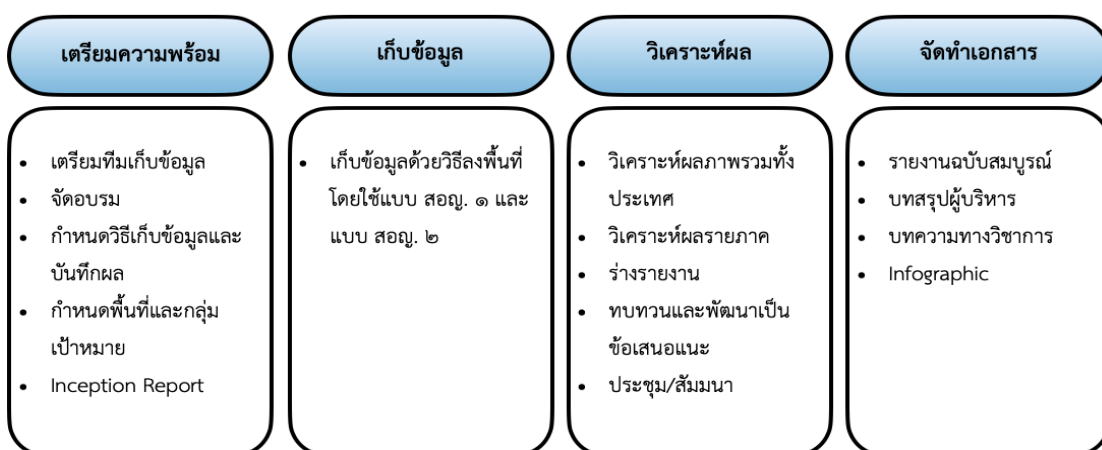 เตรียมความพร้อม
• เตรียมทีมเก็บข้อมูล
• จัดอบรม
• กำหนดวิธีเก็บข้อมูลและ
บันทึกผล
• กำหนดพื้นที่และกลุ่ม
เป้าหมาย
• Inception Report
เก็บข้อมูล
• เก็บข้อมูลด้วยวิธีลงพื้นที่
โดยใช้แบบ สอญ. ๑ และ
แบบ สอญ. ๒
วิเคราะห์ผล
• วิเคราะห์ผลภาพรวมทั้ง
ประเทศ
• วิเคราะห์ผลรายภาค
• ร่างรายงาน
• ทบทวนและพัฒนาเป็น
ข้อเสนอแนะ
• ประชุม/สัมมนา
จัดทำเอกสาร
• รายงานฉบับสมบูรณ์
• บทสรุปผู้บริหาร
• บทความทางวิชาการ
• Infographic